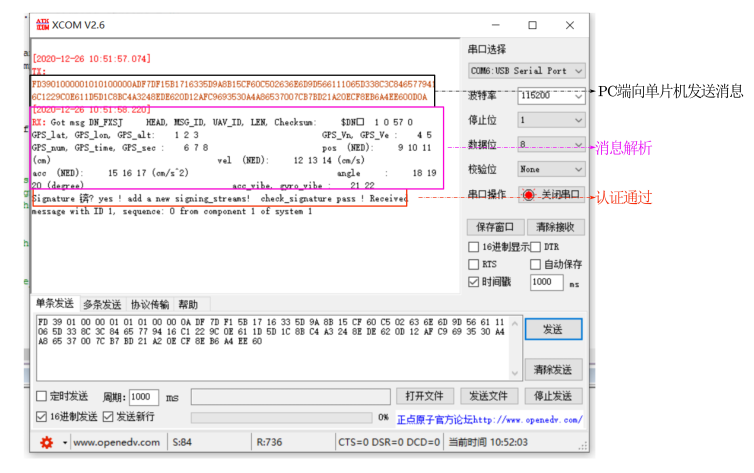 XCOM V2.6
[2020-12-26 10:51:57.074]
TX:
FD3901000001010100000ADF7DF15B1716335D9A8B15CF60C502636E6D9D566111065D338C3C846577941
6C1229C0E611D5D1C8BC4A3248EDE620D12AFC9693530A4A8653700 7CB7BD21A20ECF8EB6A4EE600D0A
[2020-12-26 10:51:58.220]
RX: Got msg DN_FXSJ HEAD, MSG_ID, UAV_ID, LEN, Checksum: $DN□ 1 0 57 0
GPS_lat, GPS_lon, GPS_alt: 1 2 3 GPS_Vn, GPS_Ve : 4 5
GPS_num, GPS_time, GPS_sec : 6 7 8 pos (NED): 9 10 11
(cm) vel (NED): 12 13 14 (cm/s)
acc (NED): 15 16 17 (cm/s^2) angle : 18 19
20 (degree) acc_vibe, gyro_vibe : 21 22
Signature 锛? yes ! add a new signing_streams! check_signature pass ! Received
message with ID 1, sequence: 0 from component 1 of system 1
串口选择
COM6:USB Serial Port
波特率 115200
停止位 1
数据位 8
校验位 None
串口操作 关闭串口
保存窗口 清除接收
16进制显示 DTR
RTS 自动保存
时间戳 1000 ms
PC端向单片机发送消息
消息解析
认证通过
单条发送 多条发送 协议传输 帮助
FD 39 01 00 00 01 01 01 00 00 0A DF 7D F1 5B 17 16 33 5D 9A 8B 15 CF 60 C5 02 63 6E 6D 9D 56 61 11
06 5D 33 8C 3C 84 65 77 94 16 C1 22 9C 0E 61 1D 5D 1C 8B C4 A3 24 8E DE 62 0D 12 AF C9 69 35 30 A4
A8 65 37 00 7C B7 BD 21 A2 0E CF 8E B6 A4 EE 60
发送
清除发送
定时发送 周期: 1000 ms 打开文件 发送文件 停止发送
16进制发送 发送新行 0% 正点原子官方论坛http://www.openedv.com/
www.openedv.com S:84 R:736 CTS=0 DSR=0 DCD=0 当前时间 10:52:03